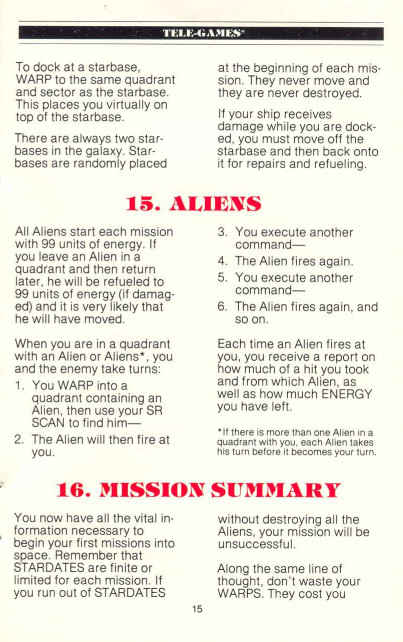 TELE-GAMES®
To dock at a starbase,
WARP to the same quadrant
and sector as the starbase.
This places you virtually on
top of the starbase.
There are always two star-
bases in the galaxy. Star-
bases are randomly placed
at the beginning of each mis-
sion. They never move and
they are never destroyed.
If your ship receives
damage while you are dock-
ed, you must move off the
starbase and then back onto
it for repairs and refueling.
15. ALIENS
All Aliens start each mission
with 99 units of energy. If
you leave an Alien in a
quadrant and then return
later, he will be refueled to
99 units of energy (if damag-
ed) and it is very likely that
he will have moved.
When you are in a quadrant
with an Alien or Aliens*, you
and the enemy take turns:
1. You WARP into a
quadrant containing an
Alien, then use your SR
SCAN to find him—
2. The Alien will then fire at
you.
3. You execute another
command—
4. The Alien fires again.
5. You execute another
command—
6. The Alien fires again, and
so on.
Each time an Alien fires at
you, you receive a report on
how much of a hit you took
and from which Alien, as
well as how much ENERGY
you have left.
*If there is more than one Alien in a
quadrant with you, each Alien takes
his turn before it becomes your turn.
16. MISSION SUMMARY
You now have all the vital in-
formation necessary to
begin your first missions into
space. Remember that
STARDATES are finite or
limited for each mission. If
you run out of STARDATES
without destroying all the
Aliens, your mission will be
unsuccessful.
Along the same line of
thought, don't waste your
WARPS. They cost you
15